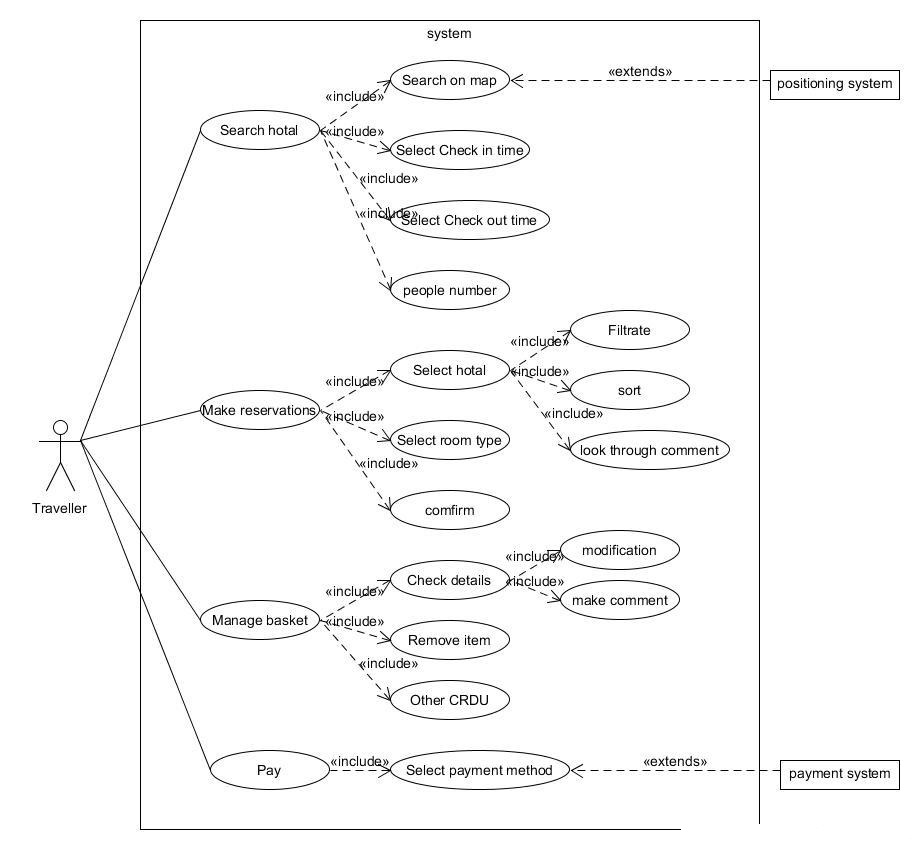 system
Search on map
«extends»
positioning system
«include»
Search hotal
«include»
Select Check in time
«include»
«include»
Select Check out time
people number
Filtrate
«include»
Select hotal
«include»
«include»
sort
Make reservations
«include»
«include»
Select room type
look through comment
«include»
Traveller
comfirm
modification
«include»
Check details
«include»
«include»
make comment
Manage basket
«include»
Remove item
«include»
Other CRDU
Pay
«include»
Select payment method
«extends»
payment system